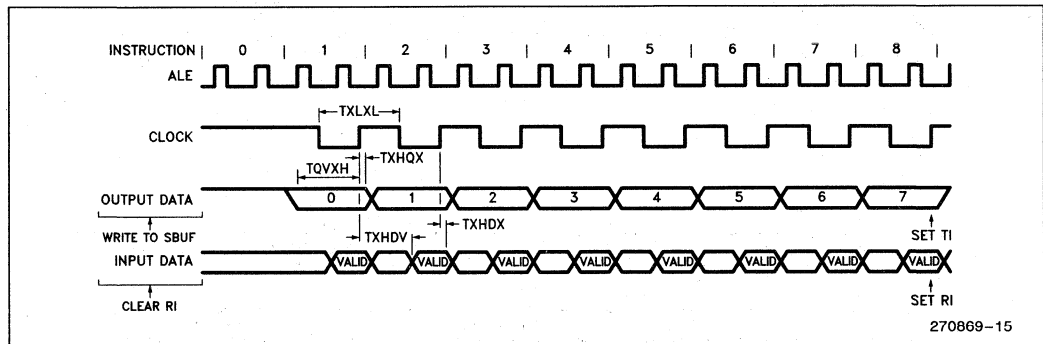 INSTRUCTION | 0 | 1 | 2 | 3 | 4 | 5 | 6 | 7 | 8 |
ALE
TXLXL
CLOCK
TQVXH
TXHQX
OUTPUT DATA 0 1 2 3 4 5 6 7
WRITE TO SBUF
TXHDV
TXHDX
SET TI
INPUT DATA VALID VALID VALID VALID VALID VALID VALID VALID
CLEAR RI
SET RI
270869–15